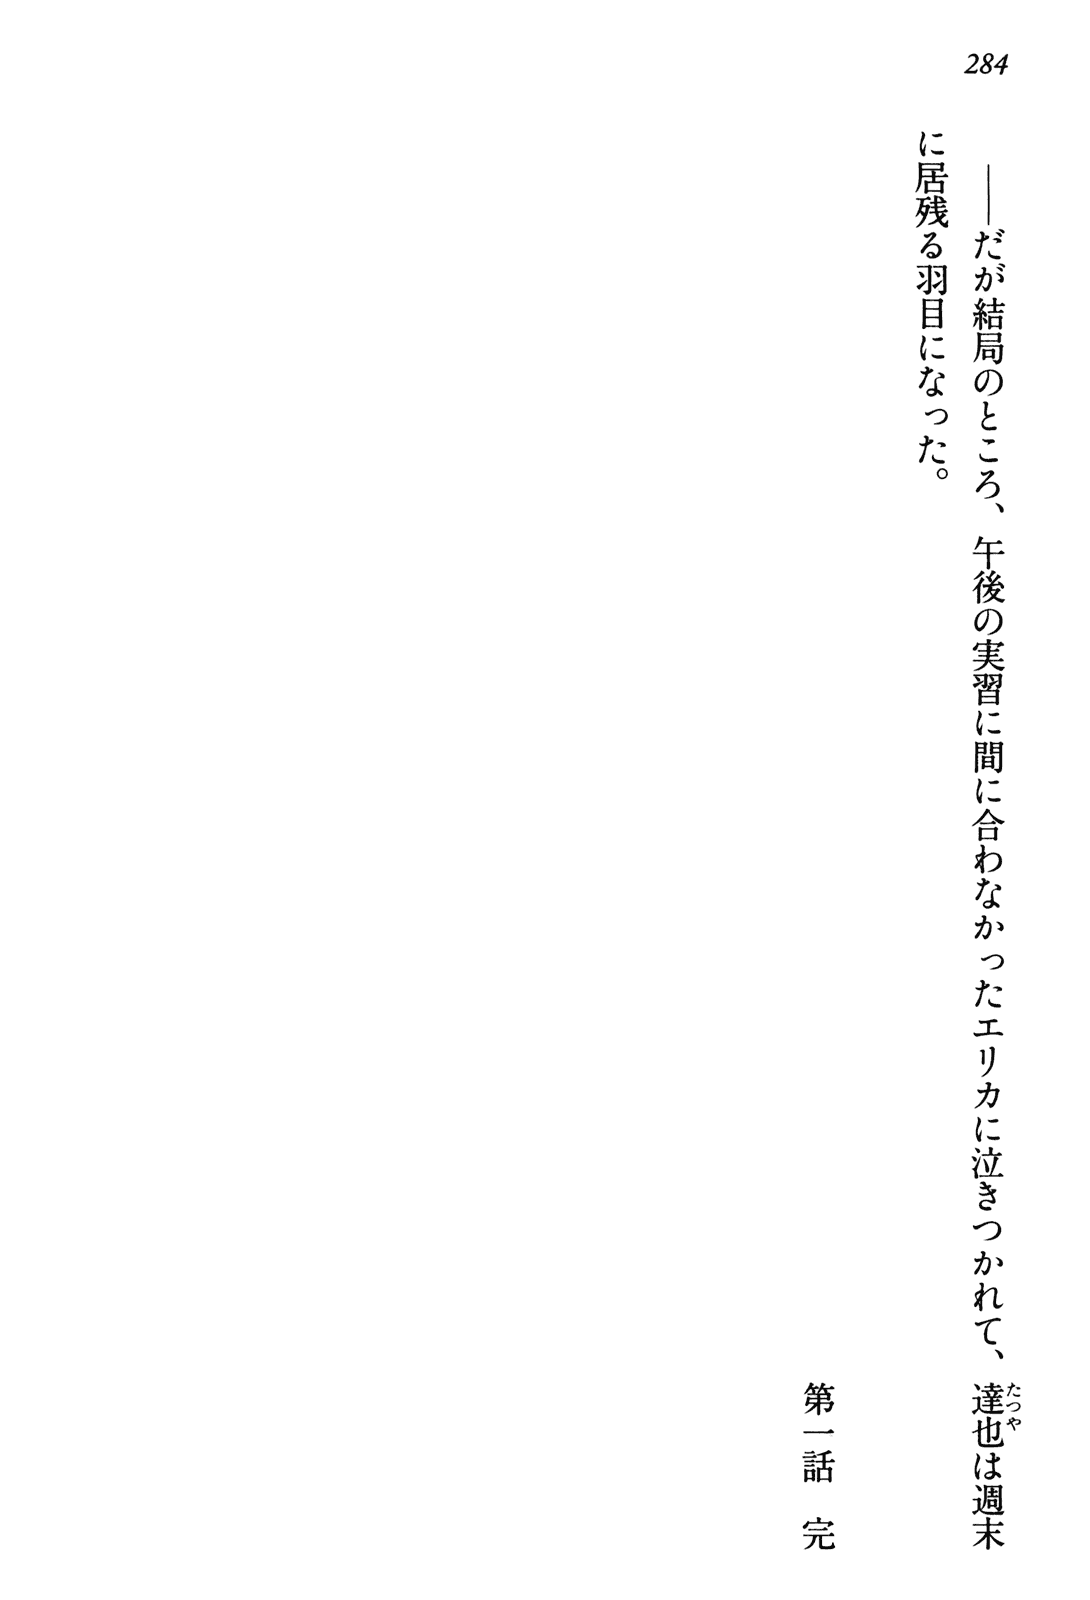 284
――だが結局のところ、午後の実習に間に合わなかったエリカに泣きつかれて、達也は週末
たつや
に居残る羽目になった。
第一話　完